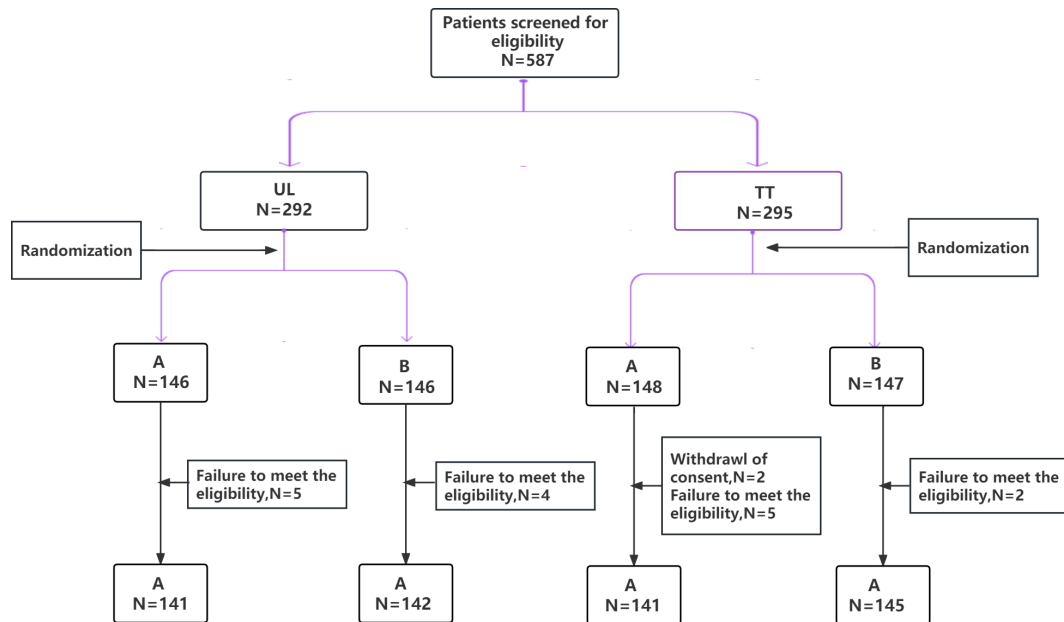 Patients screened for
eligibility
N=587
UL
N=292
TT
N=295
Randomization
Randomization
A
N=146
B
N=146
A
N=148
B
N=147
Failure to meet the
eligibility,N=5
Failure to meet the
eligibility,N=4
Withdrawl of
consent,N=2
Failure to meet the
eligibility,N=5
Failure to meet the
eligibility,N=2
A
N=141
A
N=142
A
N=141
A
N=145